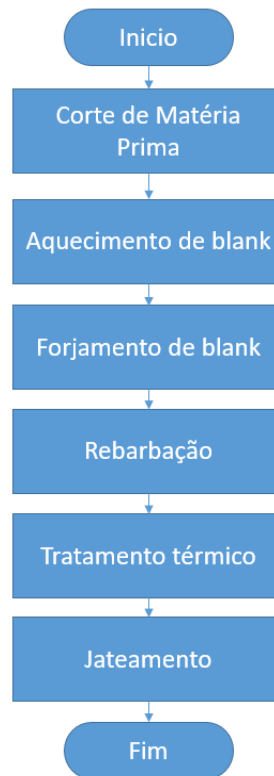 Inicio
Corte de Matéria
Prima
Aquecimento de blank
Forjamento de blank
Rebarbação
Tratamento térmico
Jateamento
Fim